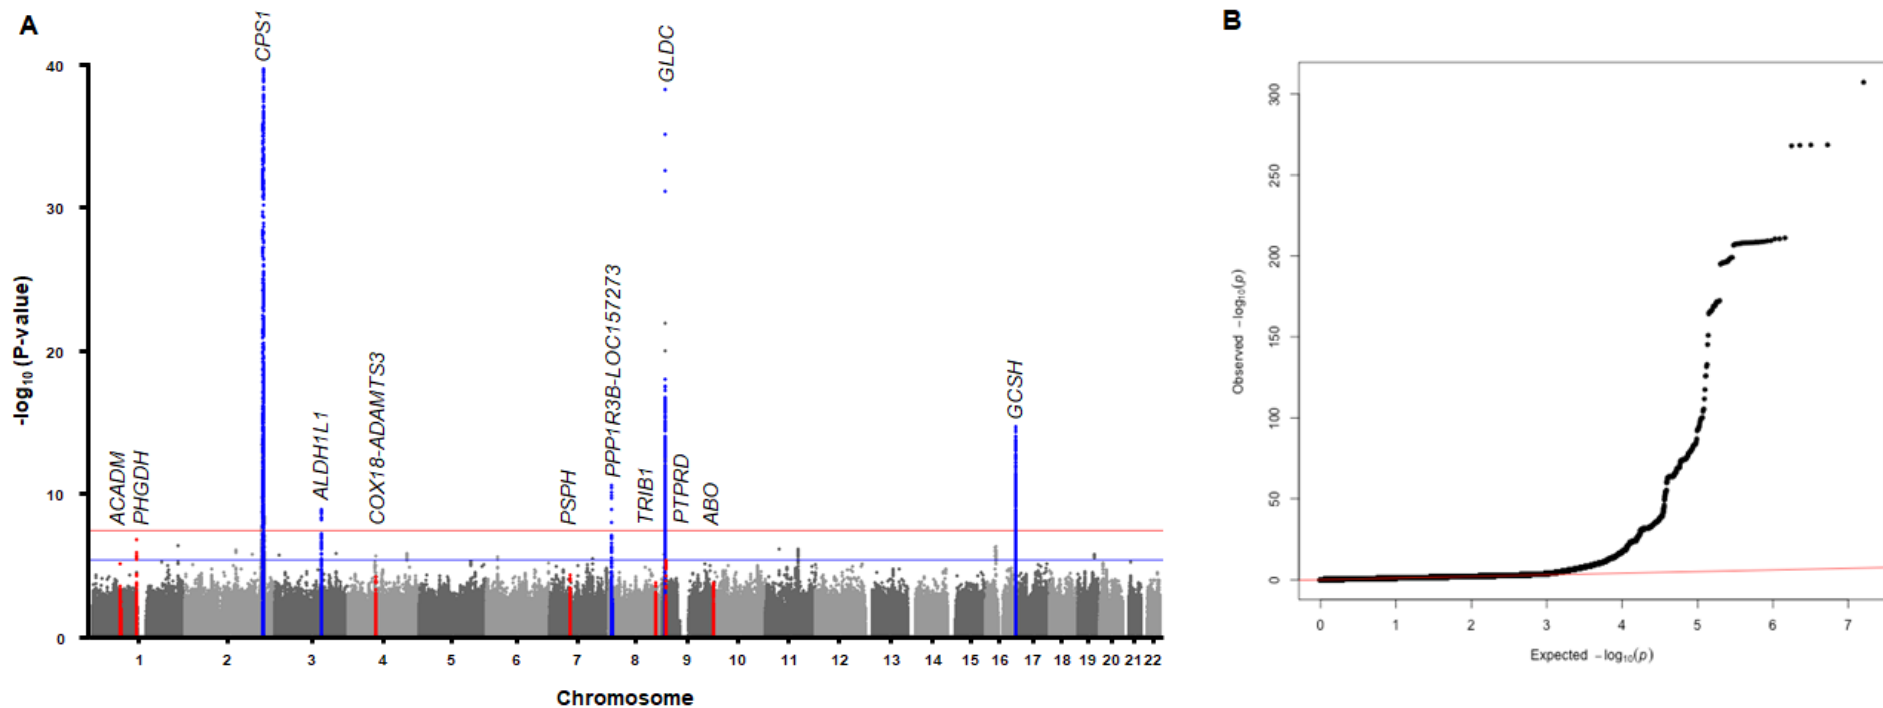 A
CPS1
GLDC
40
30
20
10
0
-log10 (P-value)
ACADM
PHGDH
ALDH1L1
COX18-ADAMTS3
PSPH
PPP1R3B-LOC157273
TRIB1
PTPRD
ABO
GCSH
1 2 3 4 5 6 7 8 9 10 11 12 13 14 15 16 17 18 19 20 21 22
Chromosome
B
300
250
200
150
100
50
0
Observed −log10(p)
0 1 2 3 4 5 6 7
Expected −log10(p)